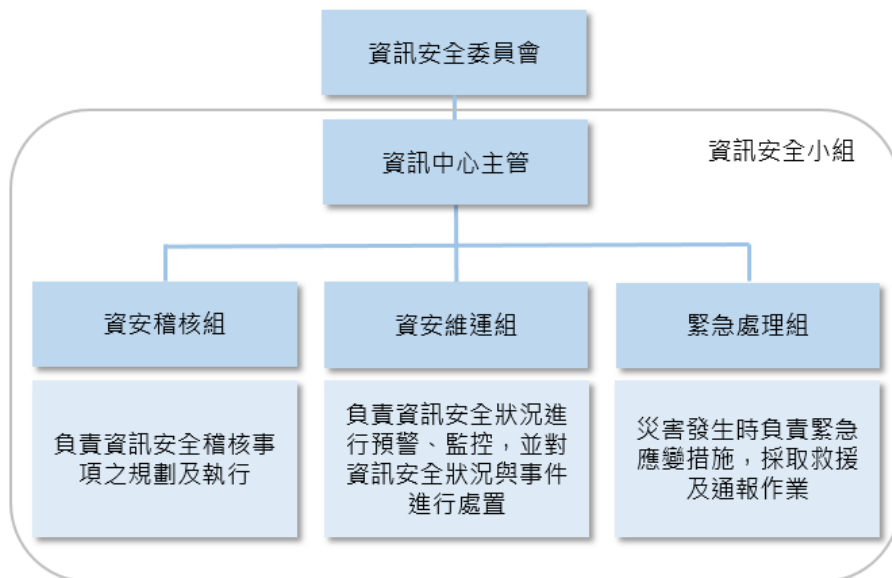 資訊安全委員會
資訊中心主管
資訊安全小組
資安稽核組
資安維運組
緊急處理組
負責資訊安全稽核事
項之規劃及執行
負責資訊安全狀況進
行預警、監控，並對
資訊安全狀況與事件
進行處置
災害發生時負責緊急
應變措施，採取救援
及通報作業